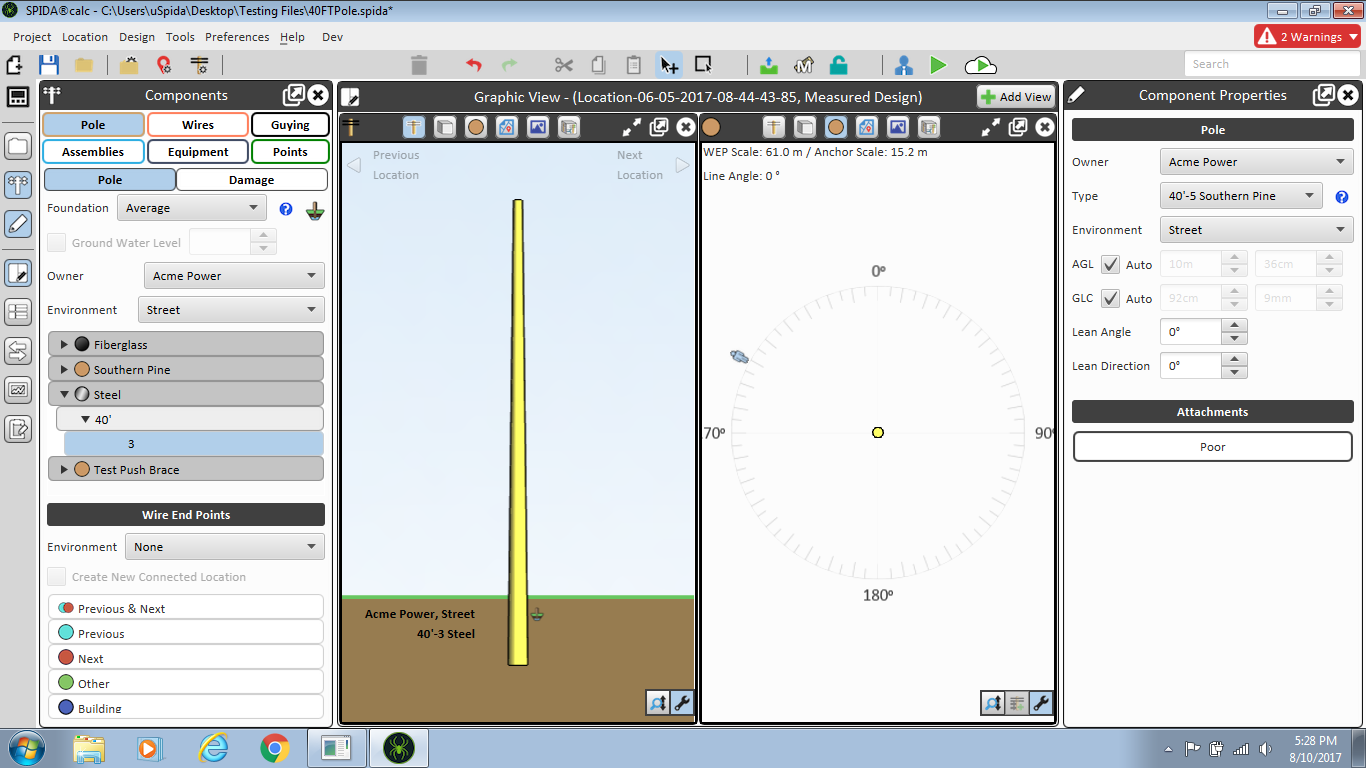 SPIDA®calc - C:\Users\uSpida\Desktop\Testing Files\40FTPole.spida*
Project Location Design Tools Preferences Help Dev
2 Warnings
Search
Components
Pole Wires Guying
Assemblies Equipment Points
Pole Damage
Foundation Average
Ground Water Level
Owner Acme Power
Environment Street
Fiberglass
Southern Pine
Steel
40'
3
Test Push Brace
Wire End Points
Environment None
Create New Connected Location
Previous & Next
Previous
Next
Other
Building
Graphic View - (Location-06-05-2017-08-44-43-85, Measured Design)
Add View
Previous Location
Next Location
Acme Power, Street
40'-3 Steel
WEP Scale: 61.0 m / Anchor Scale: 15.2 m
Line Angle: 0 °
0°
70°
90°
180°
Component Properties
Pole
Owner Acme Power
Type 40'-5 Southern Pine
Environment Street
AGL Auto 10m 36cm
GLC Auto 92cm 9mm
Lean Angle 0°
Lean Direction 0°
Attachments
Poor
5:28 PM
8/10/2017